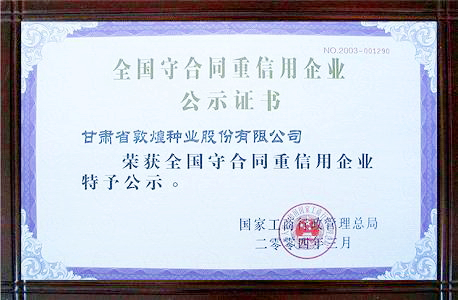 NO.2003-001290
全国守合同重信用企业
公示证书
甘肃省敦煌种业股份有限公司
荣获全国守合同重信用企业
特予公示。
国家工商行政管理总局
二〇〇四年二月